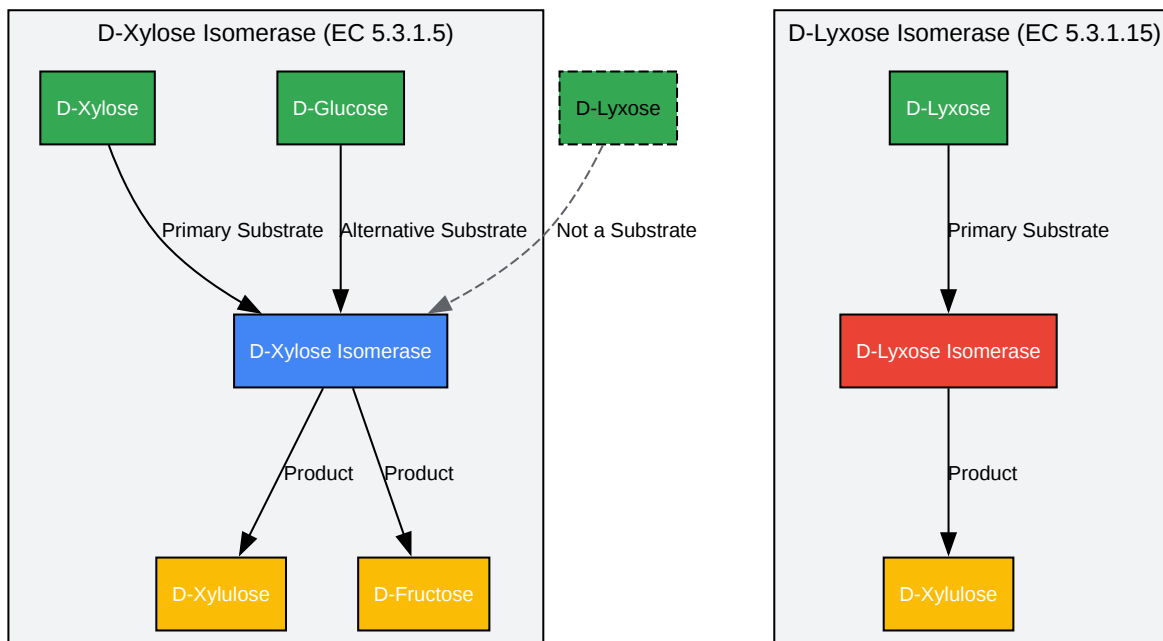 D-Xylose Isomerase (EC 5.3.1.5)
D-Lyxose Isomerase (EC 5.3.1.15)
D-Xylose
D-Glucose
D-Lyxose
D-Lyxose
Primary Substrate
Alternative Substrate
Not a Substrate
Primary Substrate
D-Xylose Isomerase
D-Lyxose Isomerase
Product
Product
Product
D-Xylulose
D-Fructose
D-Xylulose